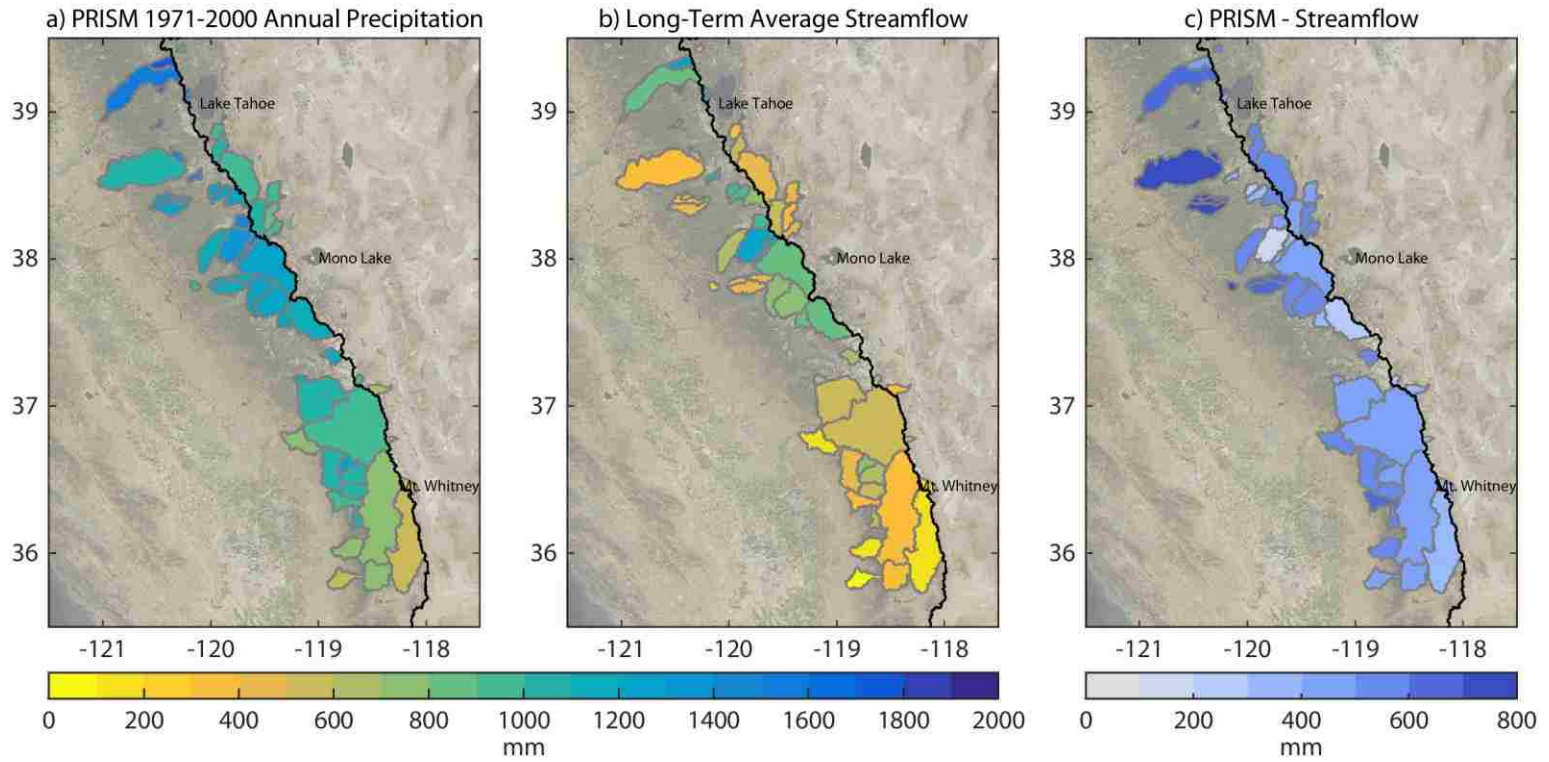 a) PRISM 1971-2000 Annual Precipitation
b) Long-Term Average Streamflow
c) PRISM - Streamflow
39
38
37
36
Lake Tahoe
Mono Lake
Mt. Whitney
-121 -120 -119 -118
39
38
37
36
Lake Tahoe
Mono Lake
Mt. Whitney
-121 -120 -119 -118
39
38
37
36
Lake Tahoe
Mono Lake
Mt. Whitney
-121 -120 -119 -118
0 200 400 600 800 1000 1200 1400 1600 1800 2000
mm
0 200 400 600 800
mm